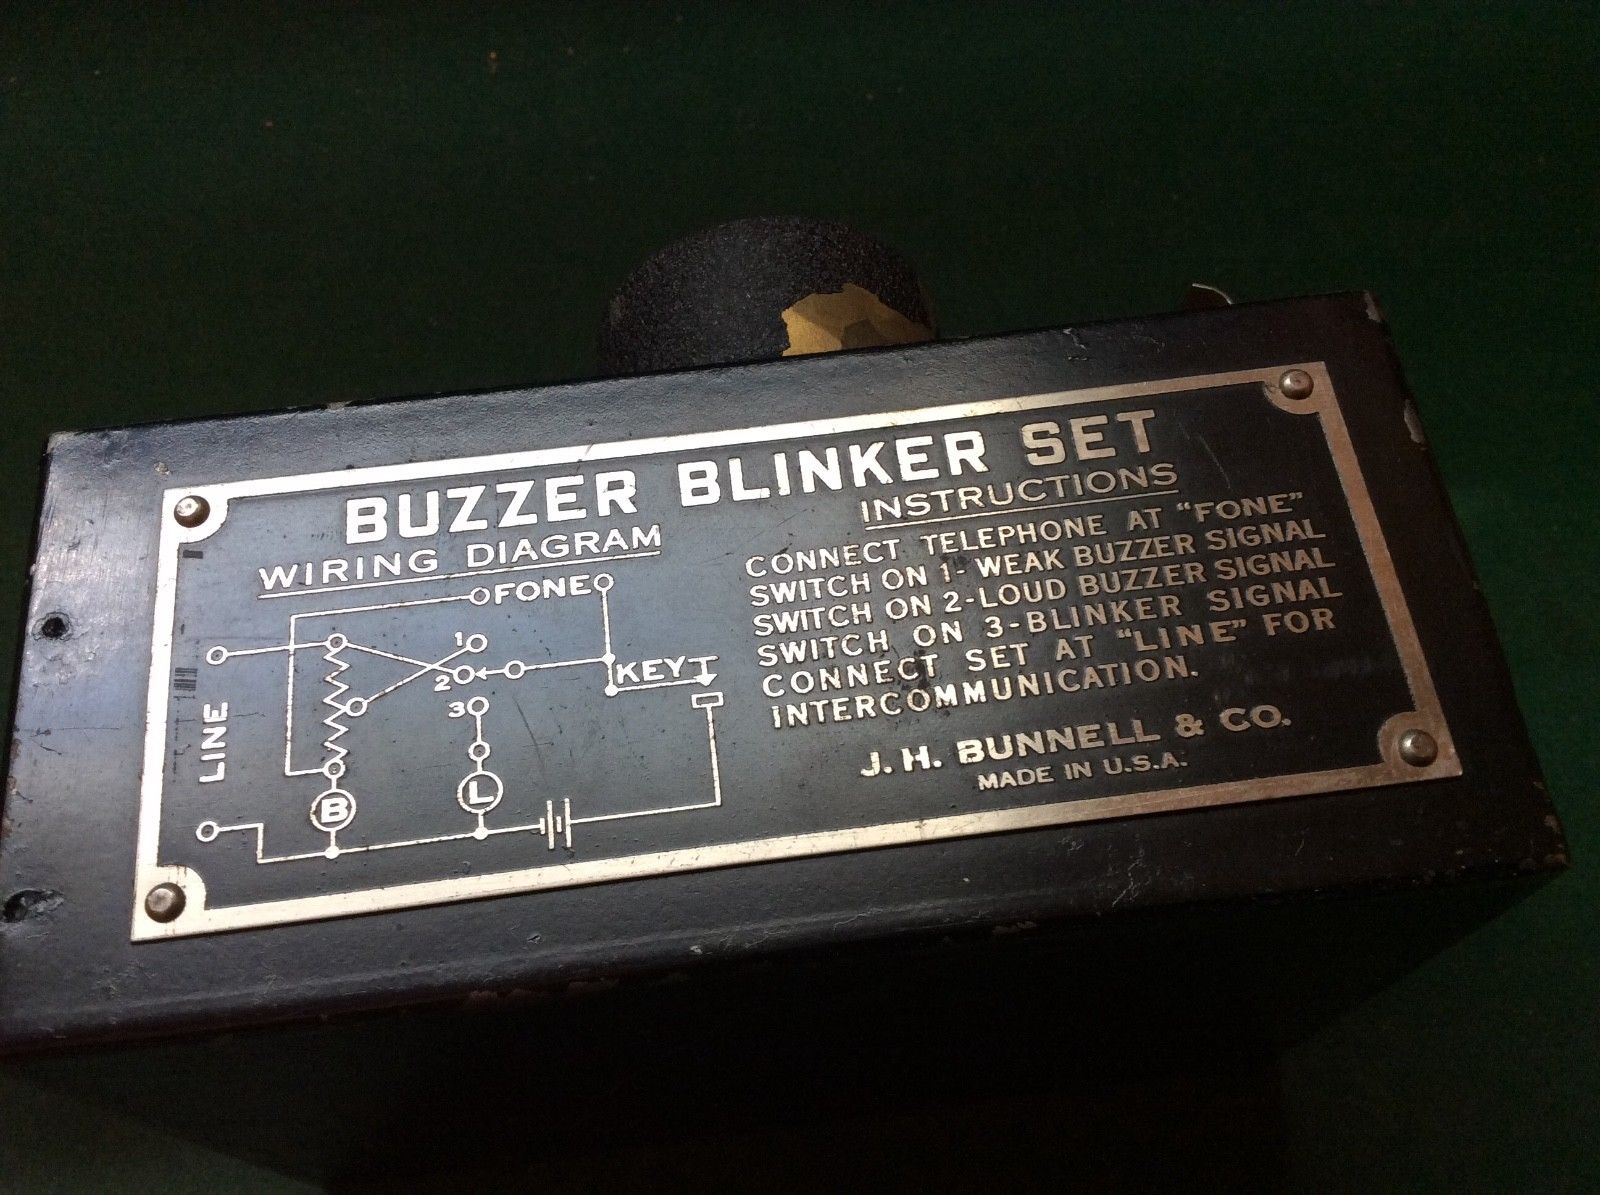 BUZZER BLINKER SET
WIRING DIAGRAM
FONE
1
2
KEY
3
LINE
B
L
INSTRUCTIONS
CONNECT TELEPHONE AT "FONE"
SWITCH ON 1- WEAK BUZZER SIGNAL
SWITCH ON 2-LOUD BUZZER SIGNAL
SWITCH ON 3-BLINKER SIGNAL
CONNECT SET AT "LINE" FOR
INTERCOMMUNICATION.
J. H. BUNNELL & CO.
MADE IN U.S.A.